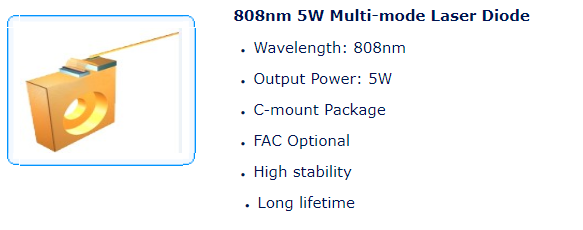 808nm 5W Multi-mode Laser Diode
• Wavelength: 808nm
• Output Power: 5W
• C-mount Package
• FAC Optional
• High stability
• Long lifetime